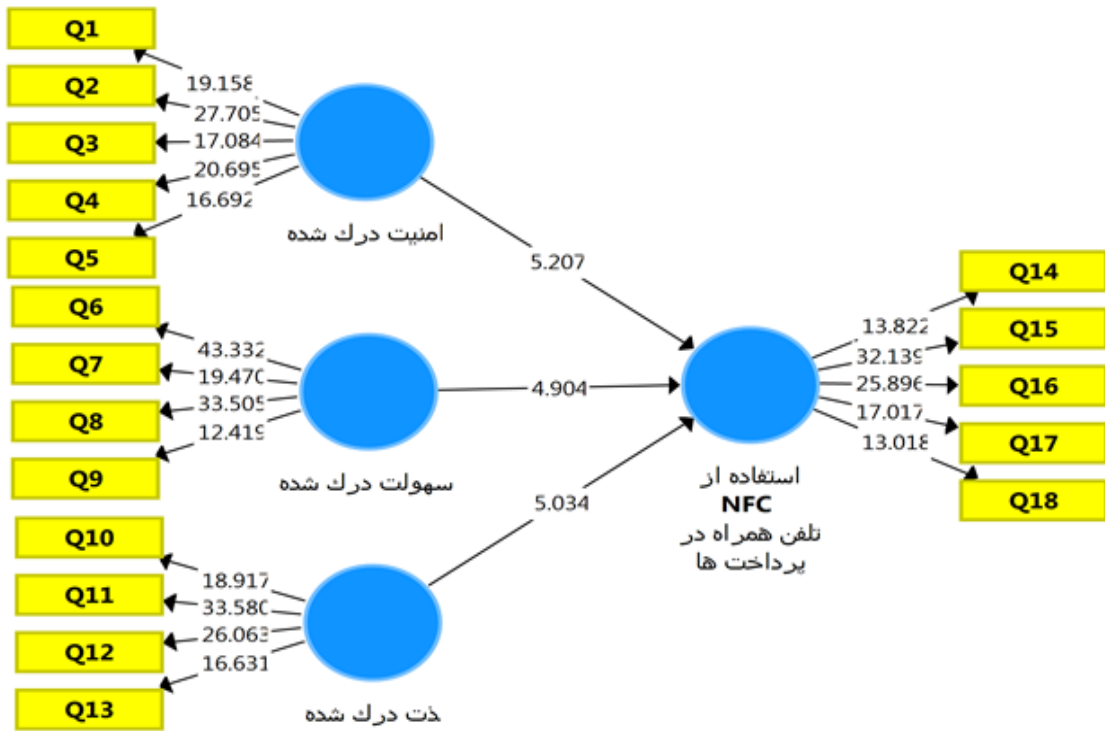 Q1
Q2
Q3
Q4
Q5
19.158
27.705
17.084
20.695
16.692
امنیت درك شده
5.207
Q6
Q7
Q8
Q9
43.332
19.470
33.505
12.419
سهولت درك شده
4.904
Q10
Q11
Q12
Q13
18.917
33.580
26.063
16.631
ذت درك شده
5.034
استفاده از
NFC
تلفن همراه در
پرداخت ها
13.822
32.139
25.896
17.017
13.018
Q14
Q15
Q16
Q17
Q18